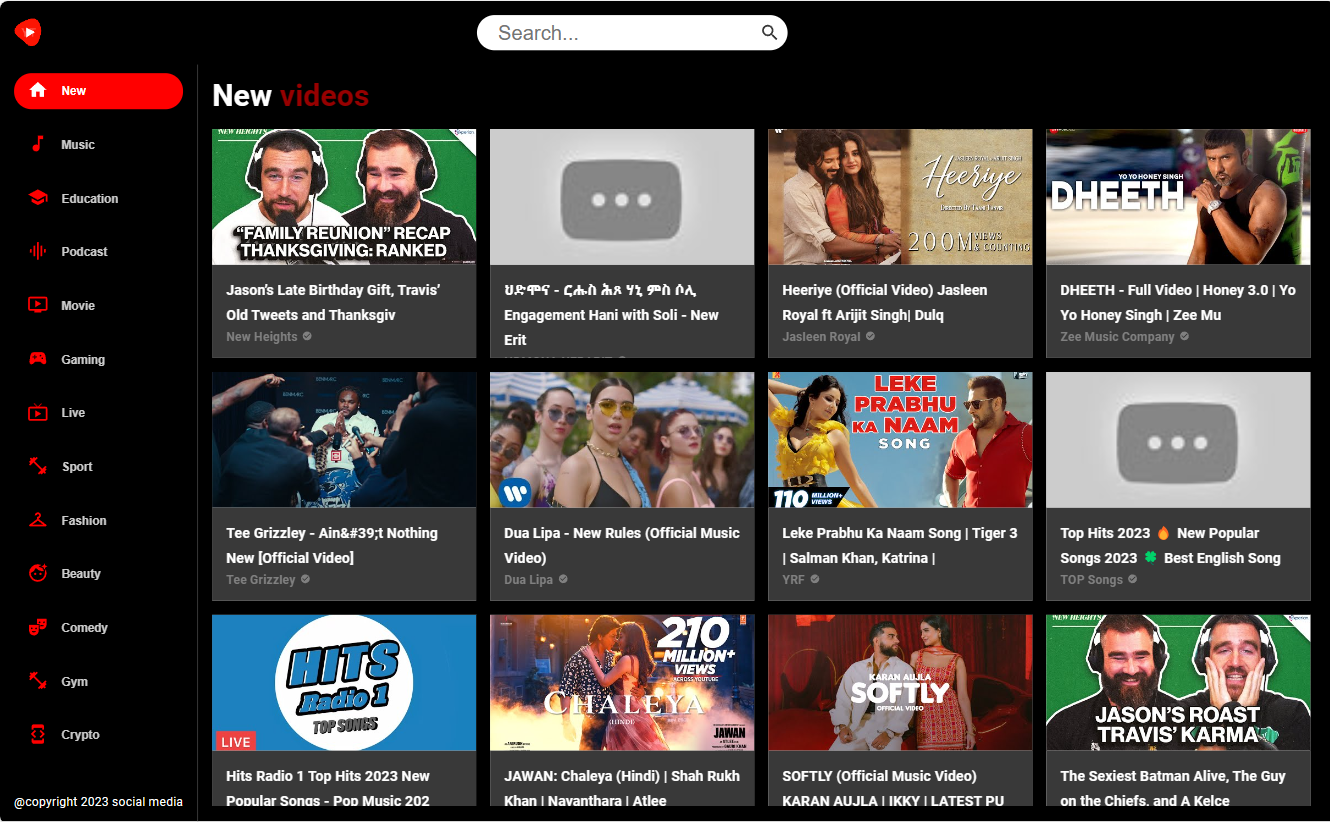 Search...
New
Music
Education
Podcast
Movie
Gaming
Live
Sport
Fashion
Beauty
Comedy
Gym
Crypto
@copyright 2023 social media
New videos
NEW HEIGHTS
“FAMILY REUNION” RECAP
THANKSGIVING: RANKED
Jason’s Late Birthday Gift, Travis’
Old Tweets and Thanksgiv
New Heights
ህድሞና - ርሑስ ሕጾ ሃኒ ምስ ሶሊ
Engagement Hani with Soli - New
Erit
JASLEEN ROYAL
ARIJIT SINGH
Heeriye
DIRECTED BY
200M VIEWS
& COUNTING
Heeriye (Official Video) Jasleen
Royal ft Arijit Singh| Dulq
Jasleen Royal
YO YO HONEY SINGH
DHEETH
DHEETH - Full Video | Honey 3.0 | Yo
Yo Honey Singh | Zee Mu
Zee Music Company
Tee Grizzley - Ain&#39;t Nothing
New [Official Video]
Tee Grizzley
Dua Lipa - New Rules (Official Music
Video)
Dua Lipa
LEKE
PRABHU
KA NAAM
SONG
110 MILLION+
VIEWS
Leke Prabhu Ka Naam Song | Tiger 3
| Salman Khan, Katrina |
YRF
Top Hits 2023 🔥 New Popular
Songs 2023 🍀 Best English Song
TOP Songs
HITS
Radio 1
TOP SONGS
LIVE
Hits Radio 1 Top Hits 2023 New
Popular Songs - Pop Music 202
210
MILLION+
VIEWS
ACROSS YOUTUBE
CHALEYA
(HINDI)
JAWAN
JAWAN: Chaleya (Hindi) | Shah Rukh
Khan | Nayanthara | Atlee
KARAN AUJLA
SOFTLY
OFFICIAL VIDEO
SOFTLY (Official Music Video)
KARAN AUJLA | IKKY | LATEST PU
NEW HEIGHTS
JASON’S ROAST
TRAVIS’ KARMA
The Sexiest Batman Alive, The Guy
on the Chiefs, and A Kelce